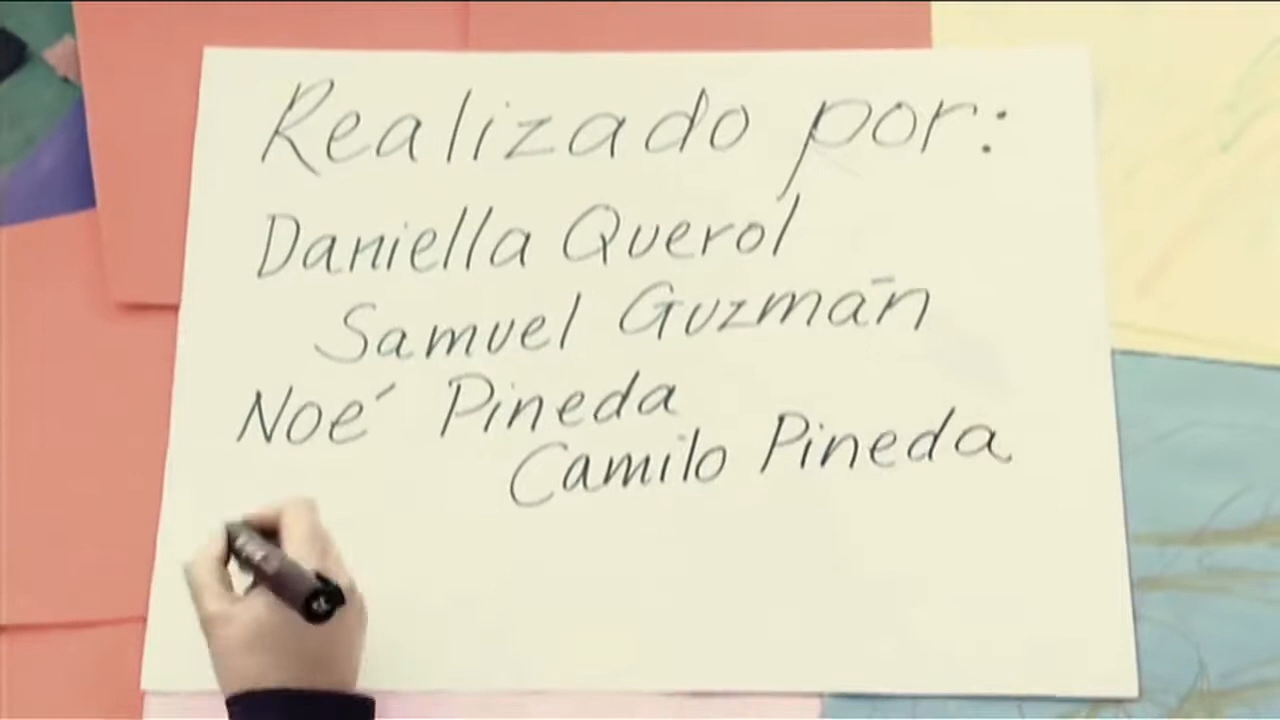 Realizado por:
Daniella Querol
Samuel Guzmán
Noé Pineda
Camilo Pineda